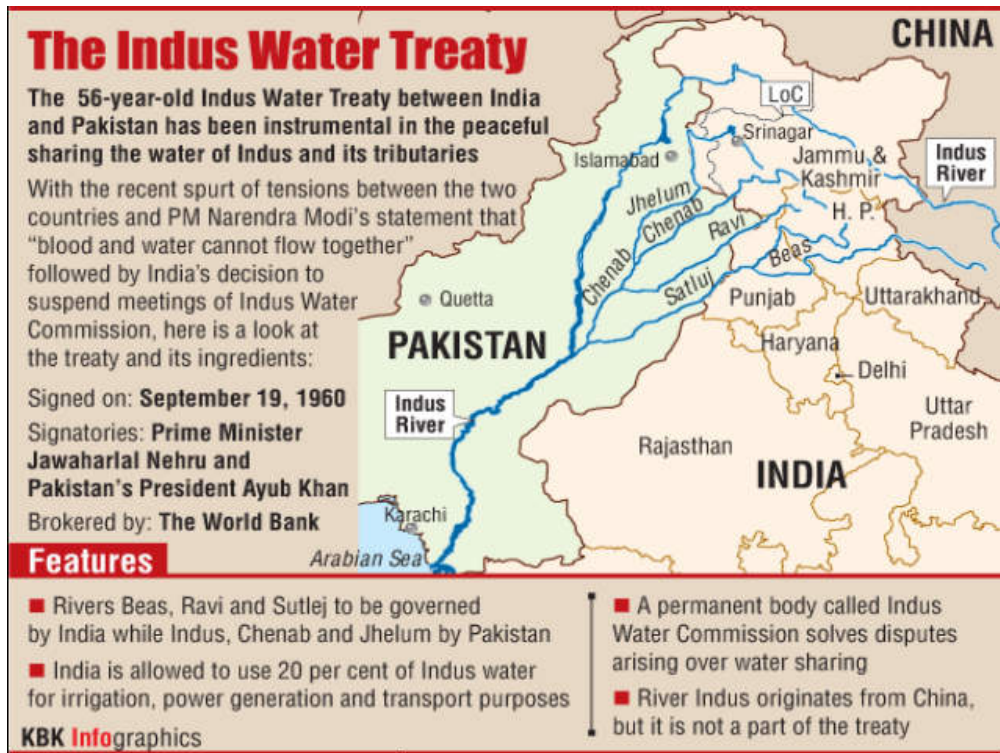 The Indus Water Treaty
The 56-year-old Indus Water Treaty between India
and Pakistan has been instrumental in the peaceful
sharing the water of Indus and its tributaries
With the recent spurt of tensions between the two
countries and PM Narendra Modi's statement that
“blood and water cannot flow together”
followed by India's decision to
suspend meetings of Indus Water
Commission, here is a look at
the treaty and its ingredients:
Signed on: September 19, 1960
Signatories: Prime Minister
Jawaharlal Nehru and
Pakistan's President Ayub Khan
Brokered by: The World Bank
CHINA
LoC
Srinagar
Islamabad
Jammu &
Kashmir
Indus
River
Jhelum
Chenab
Ravi
H. P.
Chenab
Beas
Satluj
Quetta
Punjab
Uttarakhand
PAKISTAN
Haryana
Delhi
Indus
River
Uttar
Pradesh
Rajasthan
INDIA
Karachi
Arabian Sea
Features
Rivers Beas, Ravi and Sutlej to be governed
by India while Indus, Chenab and Jhelum by Pakistan
India is allowed to use 20 per cent of Indus water
for irrigation, power generation and transport purposes
A permanent body called Indus
Water Commission solves disputes
arising over water sharing
River Indus originates from China,
but it is not a part of the treaty
KBK Infographics